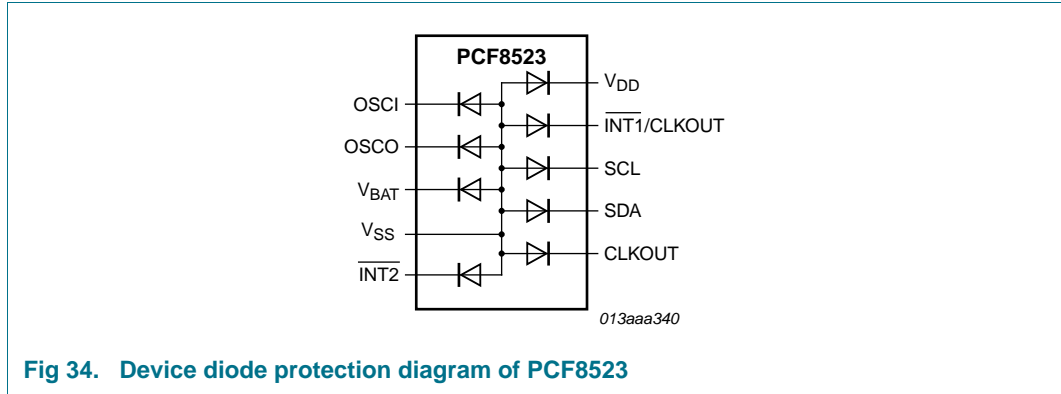 PCF8523
OSCI
OSCO
VBAT
VSS
INT2
VDD
INT1/CLKOUT
SCL
SDA
CLKOUT
013aaa340
Fig 34. Device diode protection diagram of PCF8523